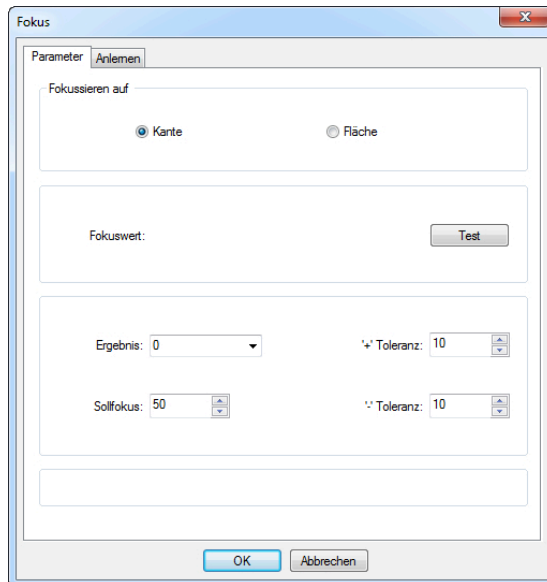 Fokus
Parameter Anlernen
Fokussieren auf
Kante Fläche
Fokuswert: Test
Ergebnis: 0 '+' Toleranz: 10
Sollfokus: 50 '-' Toleranz: 10
OK Abbrechen